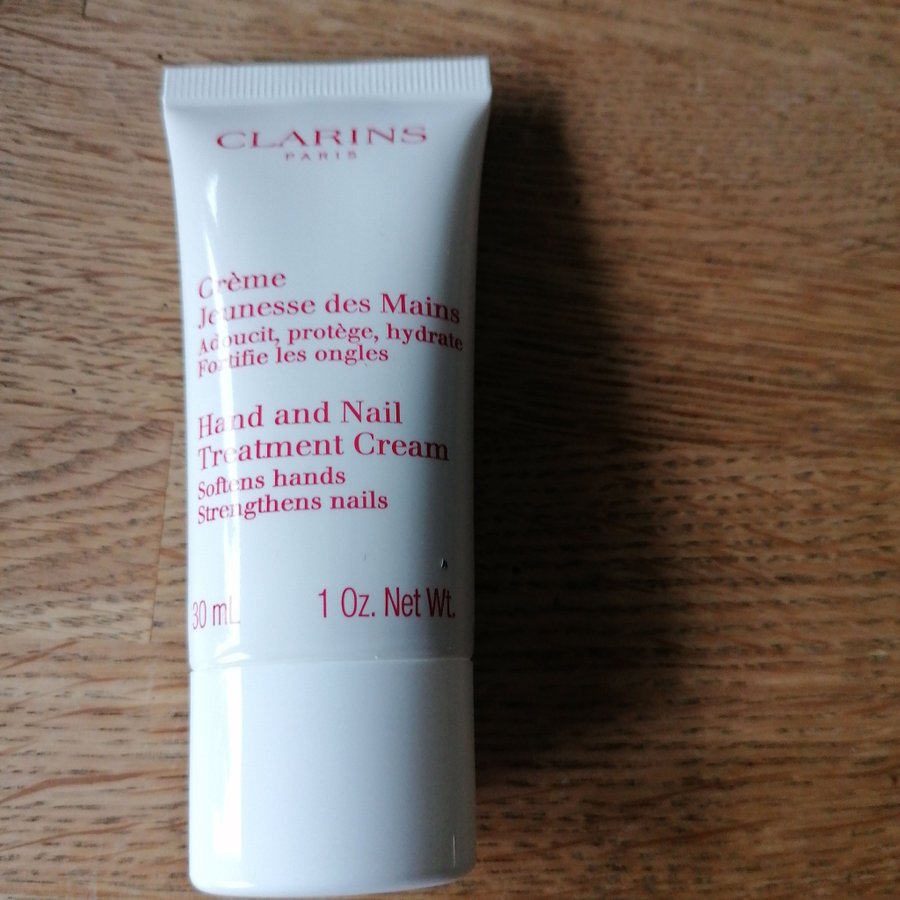 CLARINS
PARIS
Crème
Jeunesse des Mains
Adoucit, protège, hydrate
Fortifie les ongles
Hand and Nail
Treatment Cream
Softens hands
Strengthens nails
30 mL 1 Oz. Net Wt.